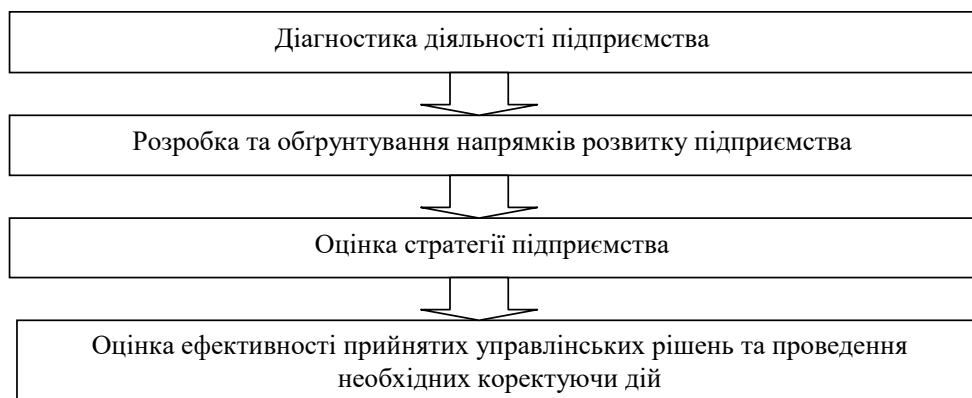 Діагностика діяльності підприємства
Розробка та обґрунтування напрямків розвитку підприємства
Оцінка стратегії підприємства
Оцінка ефективності прийнятих управлінських рішень та проведення
необхідних коректуючи дій